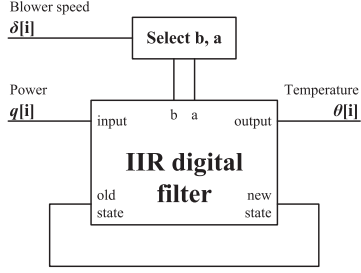 Blower speed
δ[i]
Select b, a
Power
q[i]
Temperature
θ[i]
input
b
a
output
IIR digital
filter
old
state
new
state